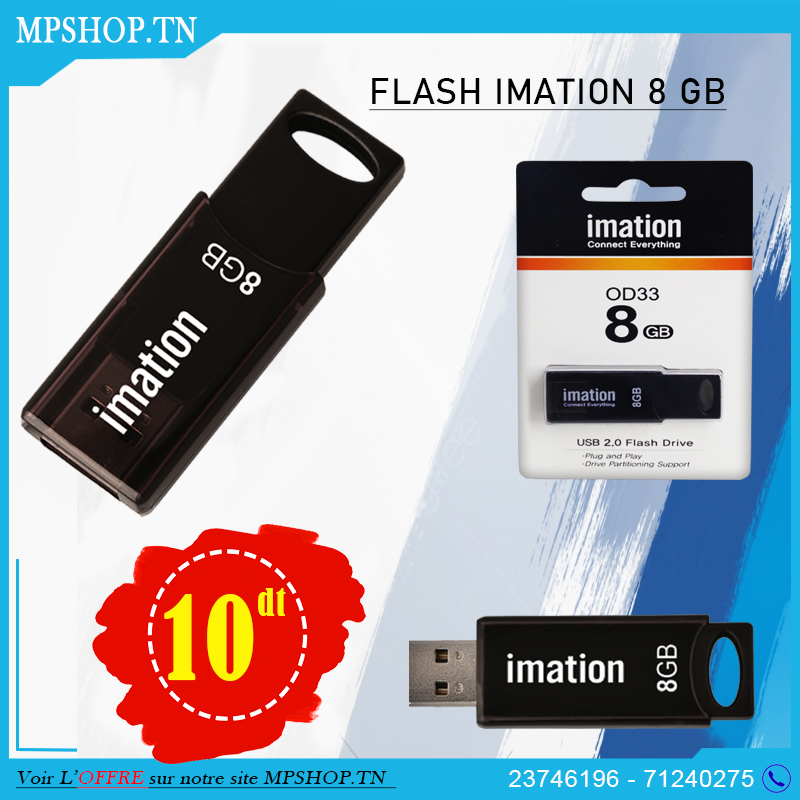 MPSHOP.TN
FLASH IMATION 8 GB
imation
Connect Everything
OD33
8 GB
imation
Connect Everything
8GB
USB 2.0 Flash Drive
·Plug and Play
·Drive Partitioning Support
8GB
imation
10 dt
imation
8GB
Voir L'OFFRE sur notre site MPSHOP.TN
23746196 - 71240275